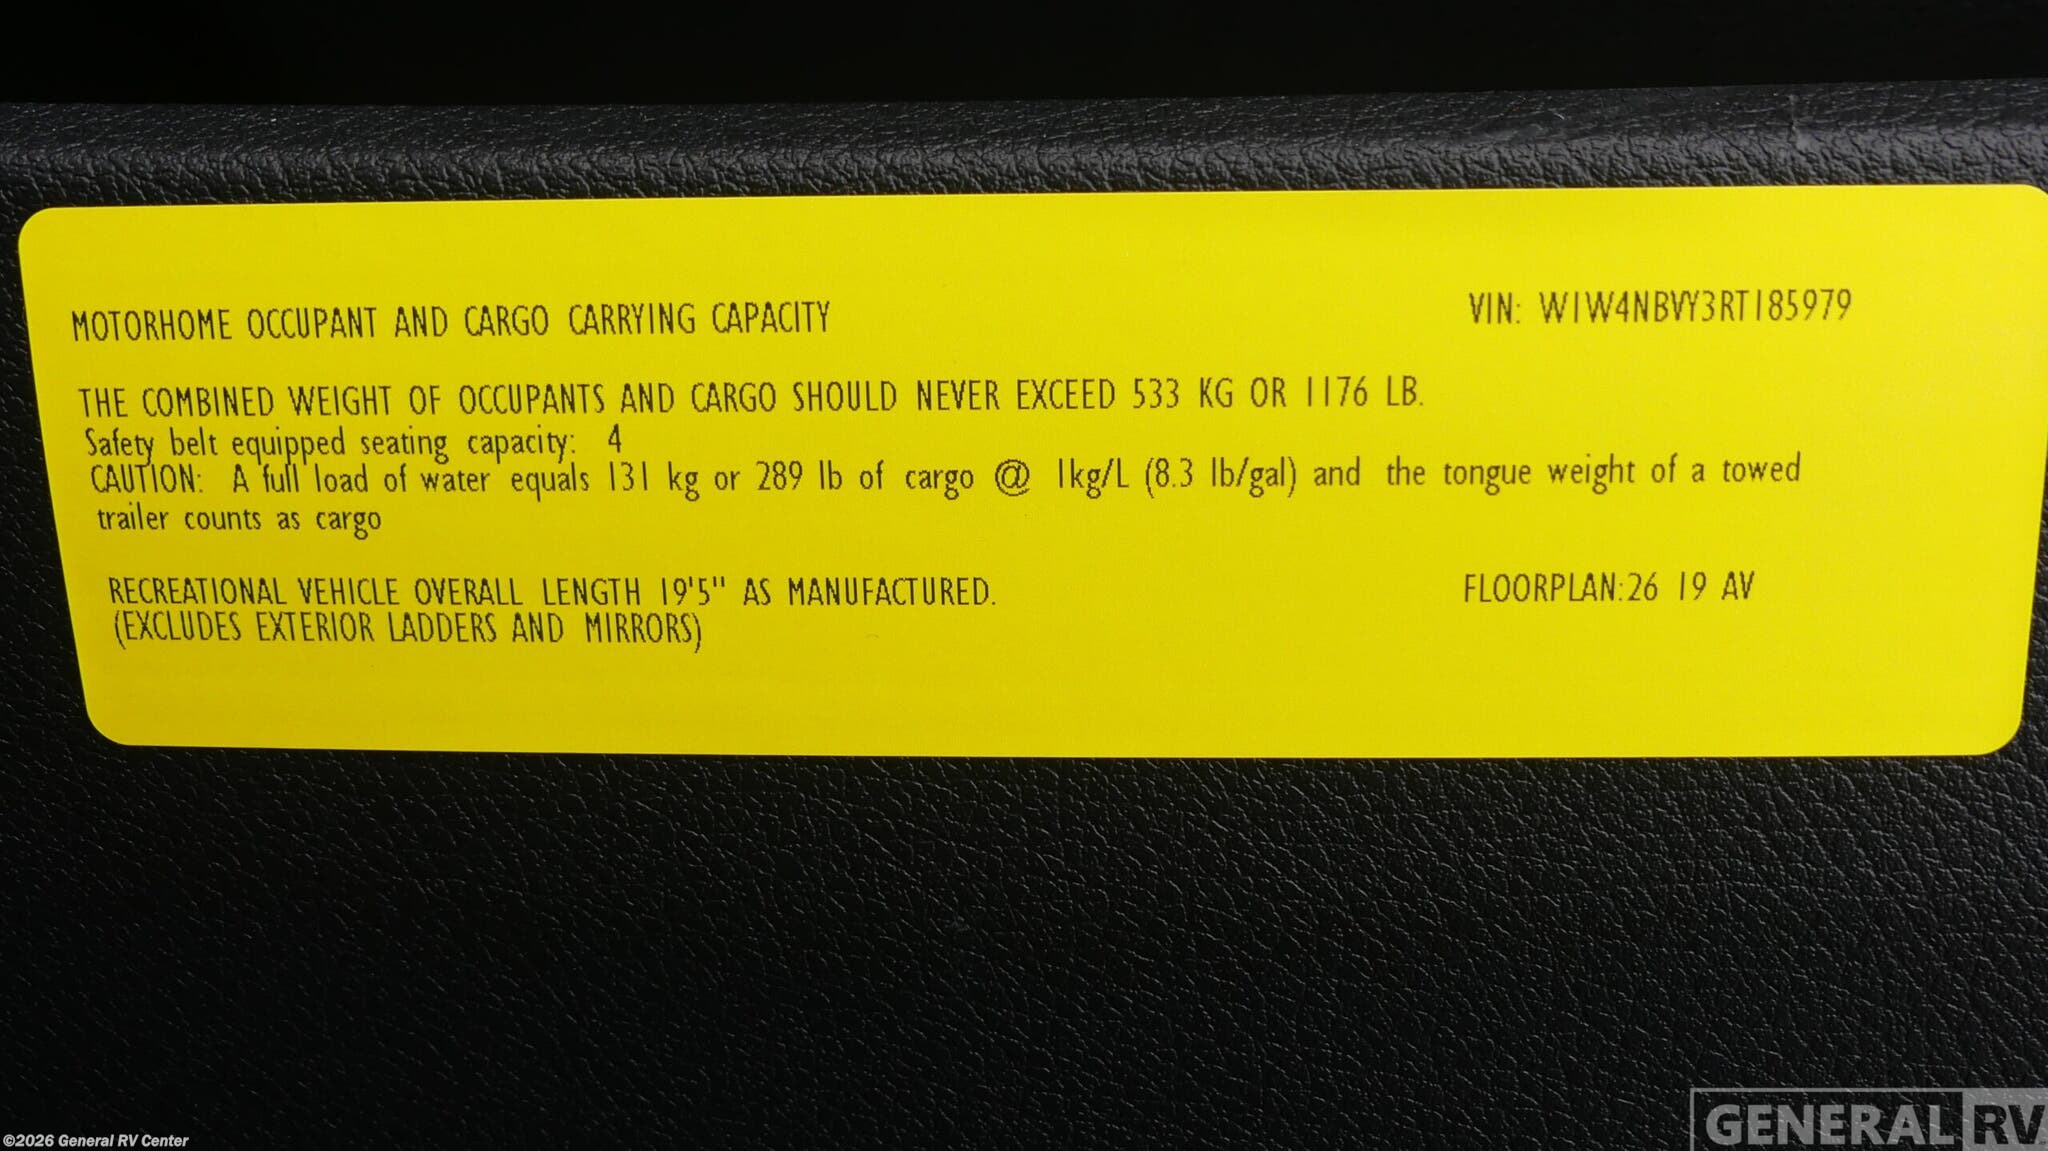 MOTORHOME OCCUPANT AND CARGO CARRYING CAPACITY
VIN: W1W4NBVY3RT185979
THE COMBINED WEIGHT OF OCCUPANTS AND CARGO SHOULD NEVER EXCEED 533 KG OR 1176 LB.
Safety belt equipped seating capacity: 4
CAUTION: A full load of water equals 131 kg or 289 lb of cargo @ 1kg/L (8.3 lb/gal) and the tongue weight of a towed
trailer counts as cargo
RECREATIONAL VEHICLE OVERALL LENGTH 19'5" AS MANUFACTURED.
FLOORPLAN:26 19 AV
(EXCLUDES EXTERIOR LADDERS AND MIRRORS)
©2026 General RV Center
GENERAL RV